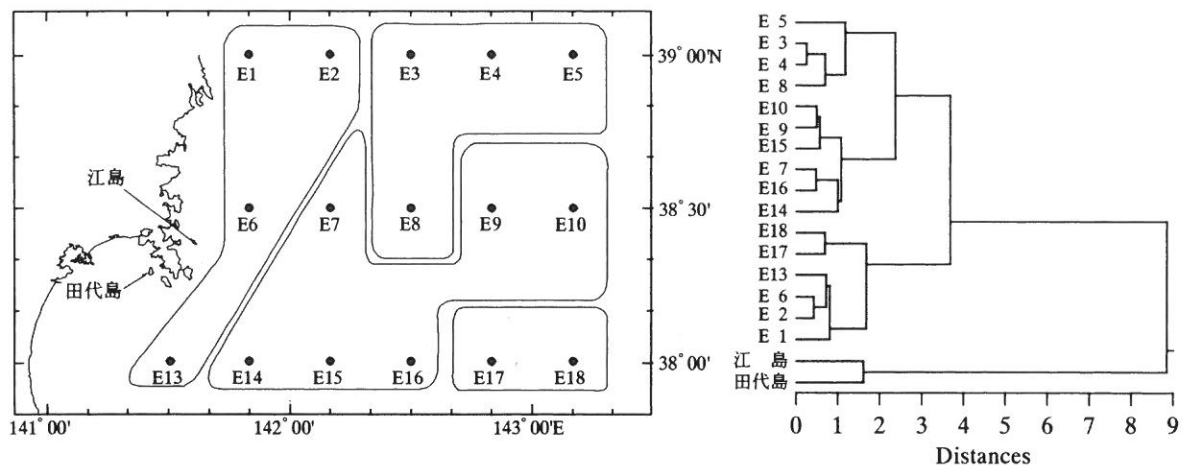 E1
E2
E3
E4
E5
39° 00'N
江島
E6
E7
E8
E9
E10
38° 30'
田代島
E13
E14
E15
E16
E17
E18
38° 00'
141° 00'
142° 00'
143° 00'E
E 5
E 3
E 4
E 8
E10
E 9
E15
E 7
E16
E14
E18
E17
E13
E 6
E 2
E 1
江 島
田代島
0 1 2 3 4 5 6 7 8 9
Distances